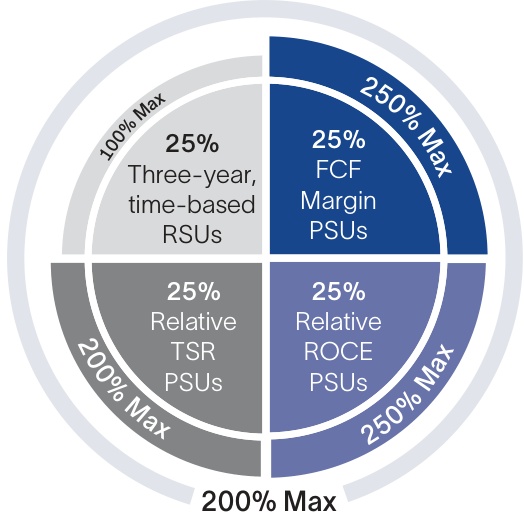 100% Max
25%
Three-year,
time-based
RSUs
250% Max
25%
FCF
Margin
PSUs
25%
Relative
TSR
PSUs
200% Max
25%
Relative
ROCE
PSUs
250% Max
200% Max